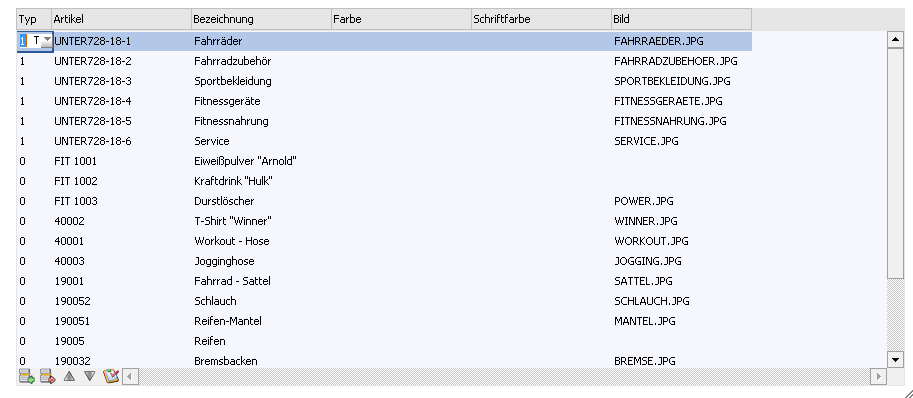 Typ Artikel Bezeichnung Farbe Schriftfarbe Bild
1 T UNTER728-18-1 Fahrräder FAHRRAEDER.JPG
1 UNTER728-18-2 Fahrradzubehör FAHRRADZUBEHOER.JPG
1 UNTER728-18-3 Sportbekleidung SPORTBEKLEIDUNG.JPG
1 UNTER728-18-4 Fitnessgeräte FITNESSGERAETE.JPG
1 UNTER728-18-5 Fitnessnahrung FITNESSNAHRUNG.JPG
1 UNTER728-18-6 Service SERVICE.JPG
0 FIT 1001 Eiweißpulver "Arnold"
0 FIT 1002 Kraftdrink "Hulk"
0 FIT 1003 Durstlöscher POWER.JPG
0 40002 T-Shirt "Winner" WINNER.JPG
0 40001 Workout - Hose WORKOUT.JPG
0 40003 Jogginghose JOGGING.JPG
0 19001 Fahrrad - Sattel SATTEL.JPG
0 190052 Schlauch SCHLAUCH.JPG
0 190051 Reifen-Mantel MANTEL.JPG
0 19005 Reifen
0 190032 Bremsbacken BREMSE.JPG